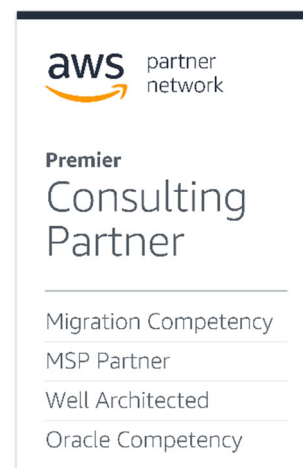 aws
partner
network
Premier
Consulting
Partner
Migration Competency
MSP Partner
Well Architected
Oracle Competency